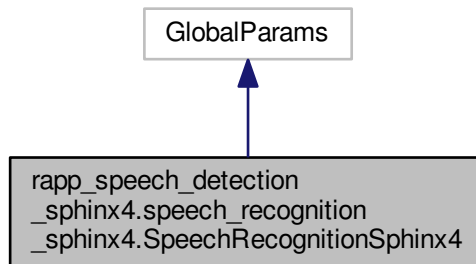 GlobalParams
rapp_speech_detection
_sphinx4.speech_recognition
_sphinx4.SpeechRecognitionSphinx4